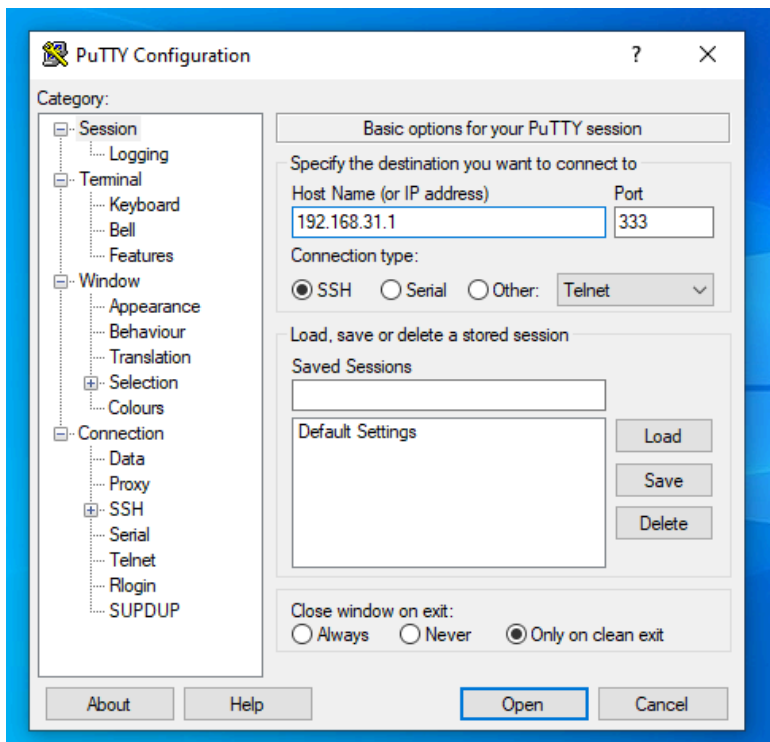 PuTTY Configuration ? ×
Category:
Session
Logging
Terminal
Keyboard
Bell
Features
Window
Appearance
Behaviour
Translation
Selection
Colours
Connection
Data
Proxy
SSH
Serial
Telnet
Rlogin
SUPDUP
Basic options for your PuTTY session
Specify the destination you want to connect to
Host Name (or IP address) Port
192.168.31.1 333
Connection type:
SSH Serial Other: Telnet
Load, save or delete a stored session
Saved Sessions
Default Settings
Load
Save
Delete
Close window on exit:
Always Never Only on clean exit
About Help Open Cancel